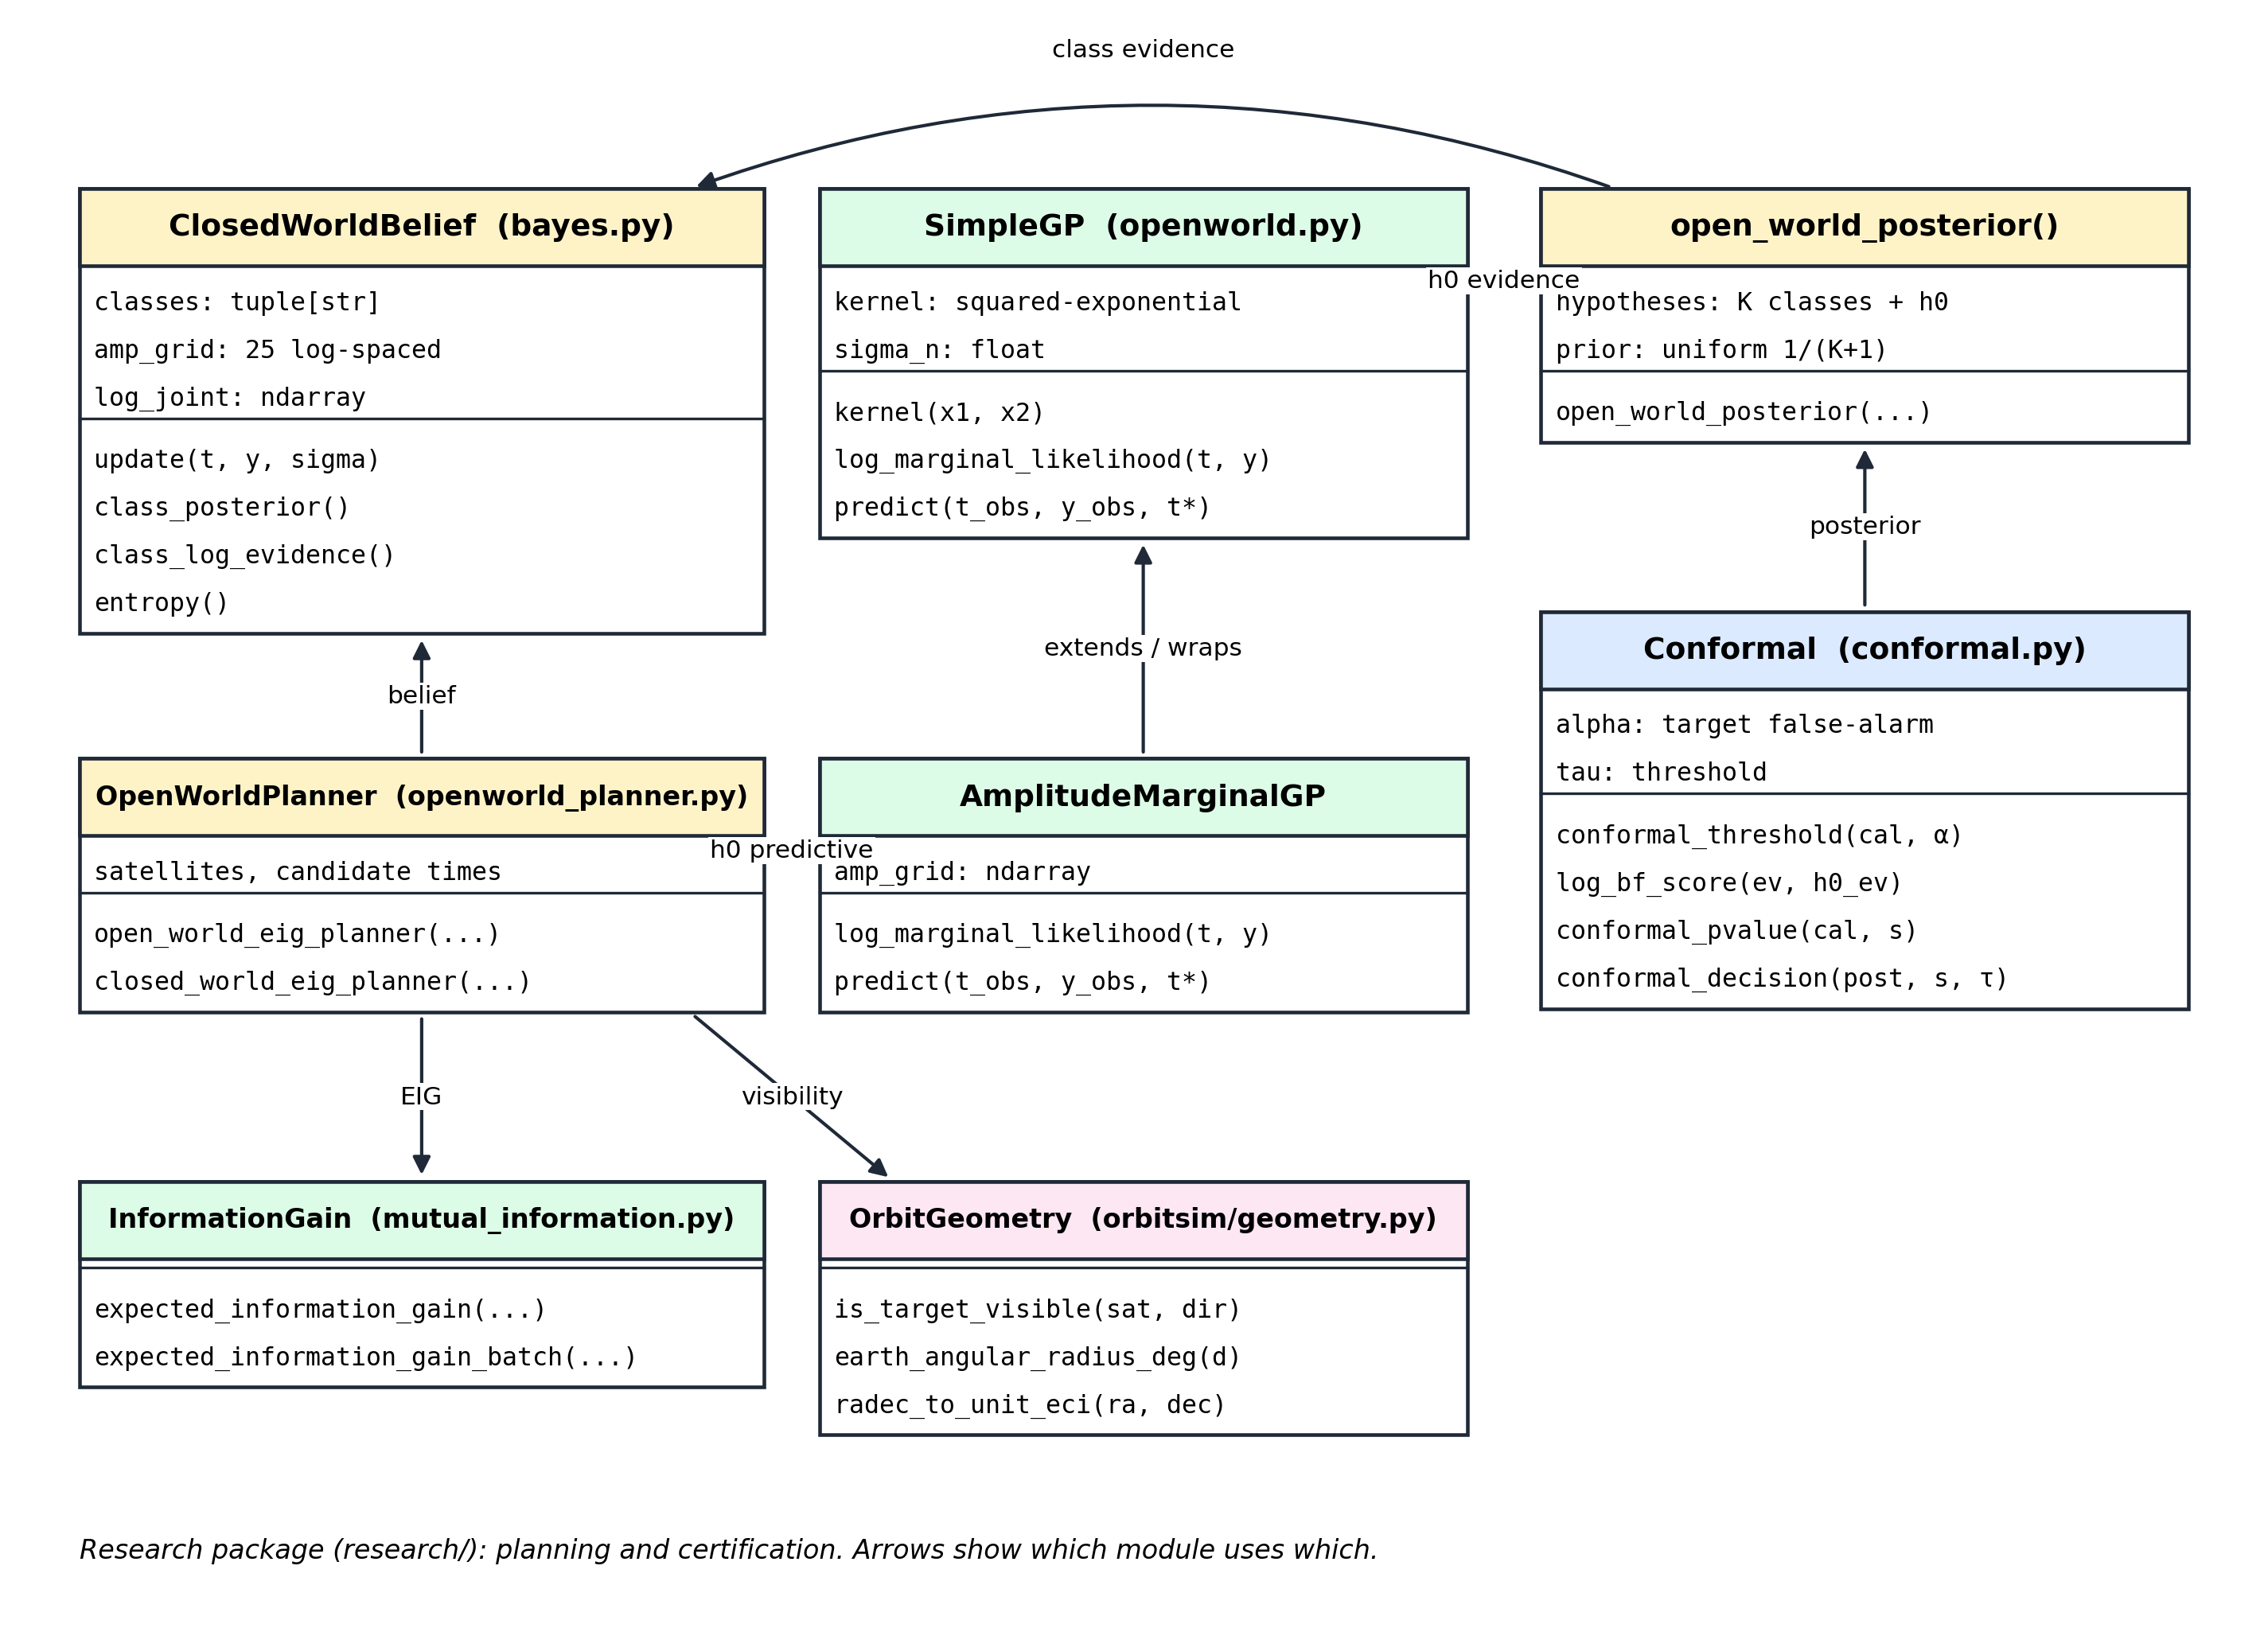 class evidence
ClosedWorldBelief (bayes.py)
classes: tuple[str]
amp_grid: 25 log-spaced
log_joint: ndarray
update(t, y, sigma)
class_posterior()
class_log_evidence()
entropy()
SimpleGP (openworld.py)
kernel: squared-exponential
sigma_n: float
kernel(x1, x2)
log_marginal_likelihood(t, y)
predict(t_obs, y_obs, t*)
h0 evidence
open_world_posterior()
hypotheses: K classes + h0
prior: uniform 1/(K+1)
open_world_posterior(...)
belief
extends / wraps
posterior
OpenWorldPlanner (openworld_planner.py)
satellites, candidate times
open_world_eig_planner(...)
closed_world_eig_planner(...)
h0 predictive
AmplitudeMarginalGP
amp_grid: ndarray
log_marginal_likelihood(t, y)
predict(t_obs, y_obs, t*)
Conformal (conformal.py)
alpha: target false-alarm
tau: threshold
conformal_threshold(cal, α)
log_bf_score(ev, h0_ev)
conformal_pvalue(cal, s)
conformal_decision(post, s, τ)
EIG
visibility
InformationGain (mutual_information.py)
expected_information_gain(...)
expected_information_gain_batch(...)
OrbitGeometry (orbitsim/geometry.py)
is_target_visible(sat, dir)
earth_angular_radius_deg(d)
radec_to_unit_eci(ra, dec)
Research package (research/): planning and certification. Arrows show which module uses which.